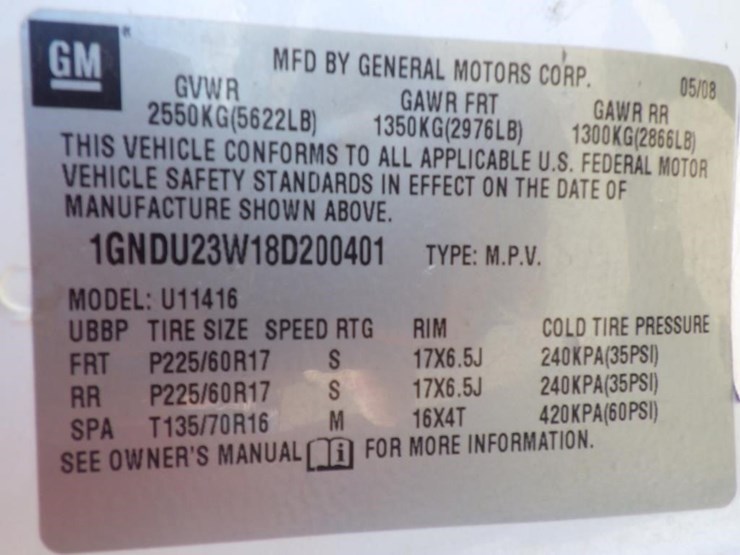 GM MFD BY GENERAL MOTORS CORP. 05/08
GVWR GAWR FRT GAWR RR
2550KG(5622LB) 1350KG(2976LB) 1300KG(2866LB)
THIS VEHICLE CONFORMS TO ALL APPLICABLE U.S. FEDERAL MOTOR
VEHICLE SAFETY STANDARDS IN EFFECT ON THE DATE OF
MANUFACTURE SHOWN ABOVE.
1GNDU23W18D200401 TYPE: M.P.V.
MODEL: U11416
UBBP TIRE SIZE SPEED RTG RIM COLD TIRE PRESSURE
FRT P225/60R17 S 17X6.5J 240KPA(35PSI)
RR P225/60R17 S 17X6.5J 240KPA(35PSI)
SPA T135/70R16 M 16X4T 420KPA(60PSI)
SEE OWNER'S MANUAL i FOR MORE INFORMATION.